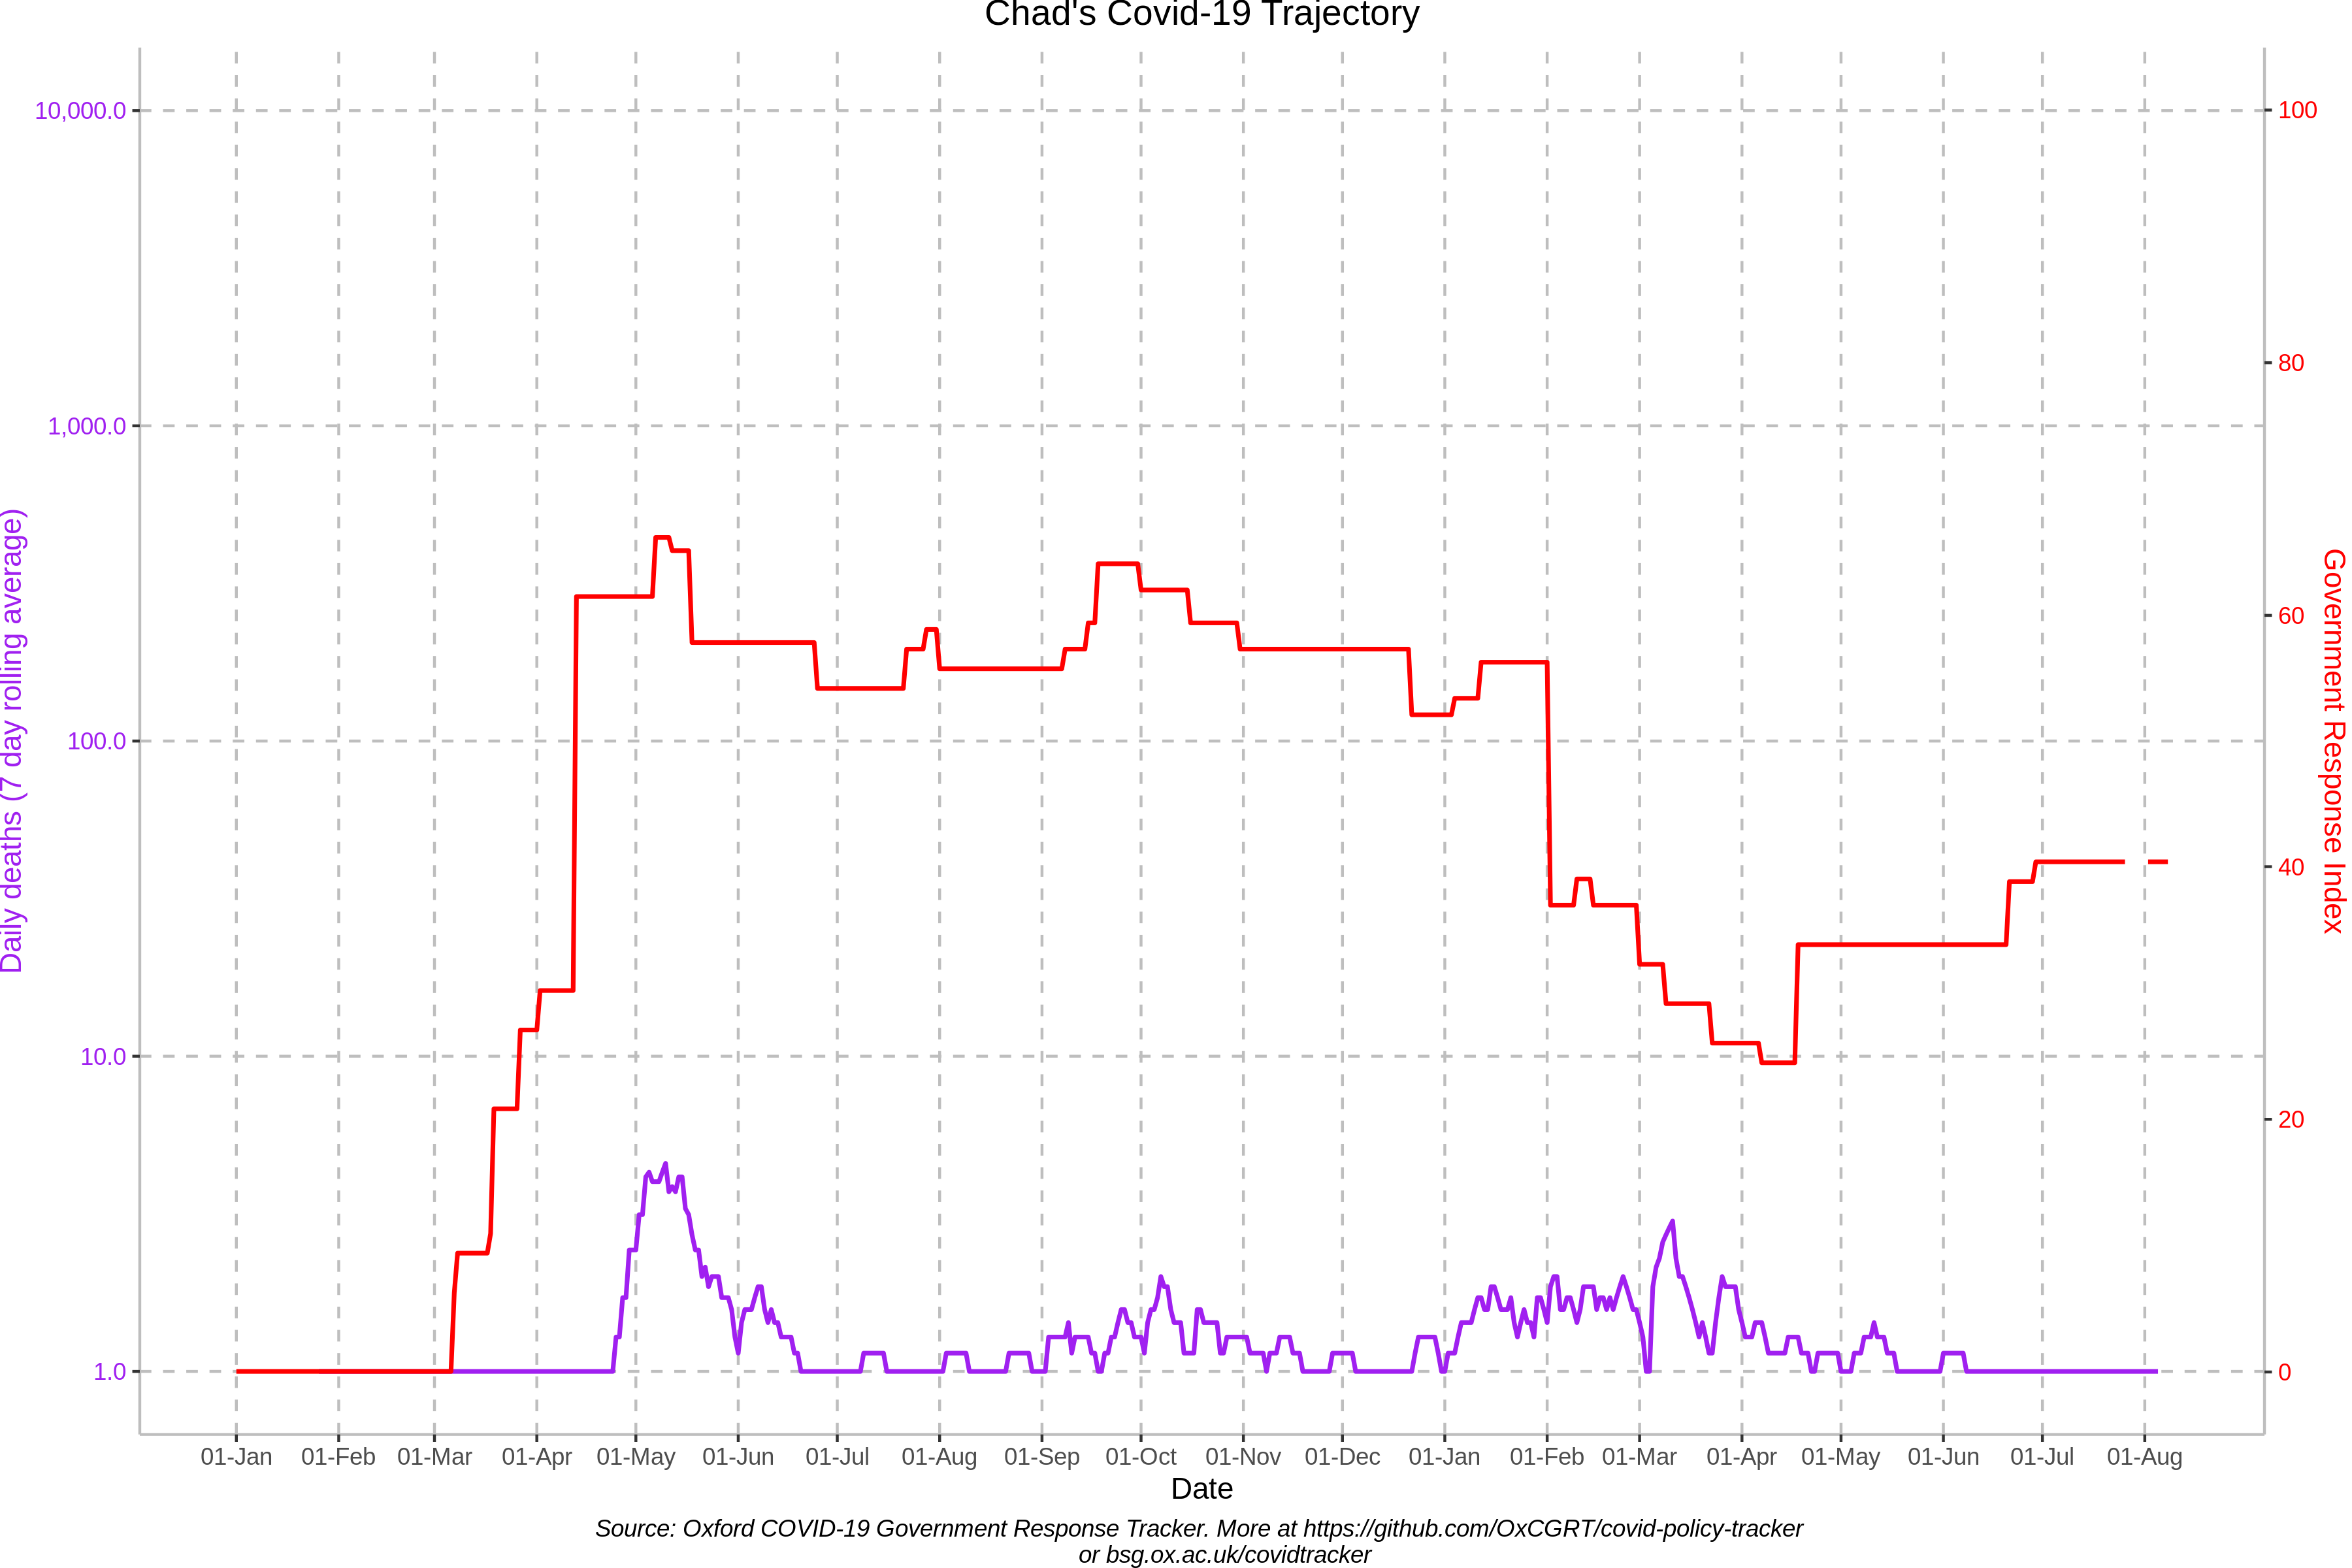 Chad's Covid-19 Trajectory
10,000.0
1,000.0
100.0
10.0
1.0
Daily deaths (7 day rolling average)
100
80
60
40
20
0
Government Response Index
01-Jan 01-Feb 01-Mar 01-Apr 01-May 01-Jun 01-Jul 01-Aug 01-Sep 01-Oct 01-Nov 01-Dec 01-Jan 01-Feb 01-Mar 01-Apr 01-May 01-Jun 01-Jul 01-Aug
Date
Source: Oxford COVID-19 Government Response Tracker. More at https://github.com/OxCGRT/covid-policy-tracker
or bsg.ox.ac.uk/covidtracker